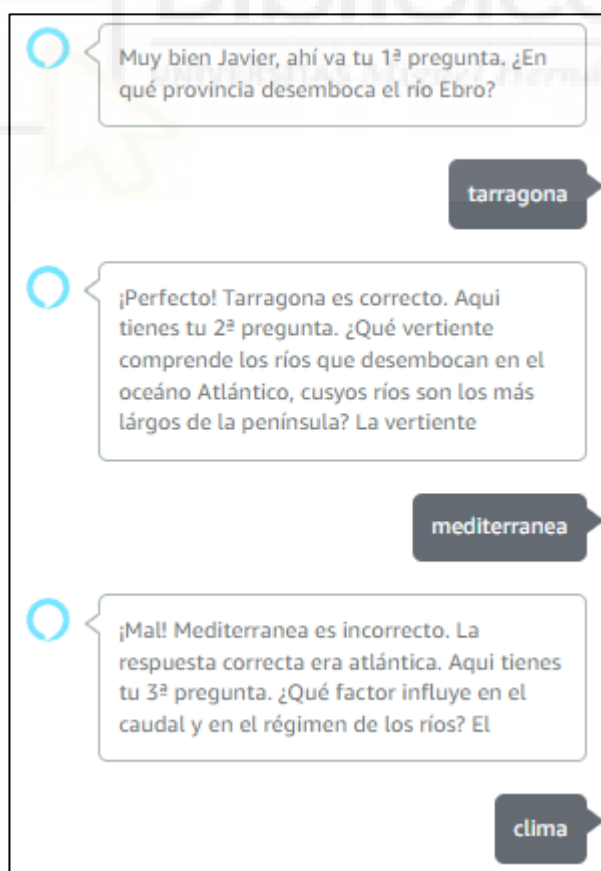 Muy bien Javier, ahí va tu 1ª pregunta. ¿En
qué provincia desemboca el río Ebro?
tarragona
¡Perfecto! Tarragona es correcto. Aqui
tienes tu 2ª pregunta. ¿Qué vertiente
comprende los ríos que desembocan en el
oceáno Atlántico, cusyos ríos son los más
lárgos de la península? La vertiente
mediterranea
¡Mal! Mediterranea es incorrecto. La
respuesta correcta era atlántica. Aqui tienes
tu 3ª pregunta. ¿Qué factor influye en el
caudal y en el régimen de los ríos? El
clima